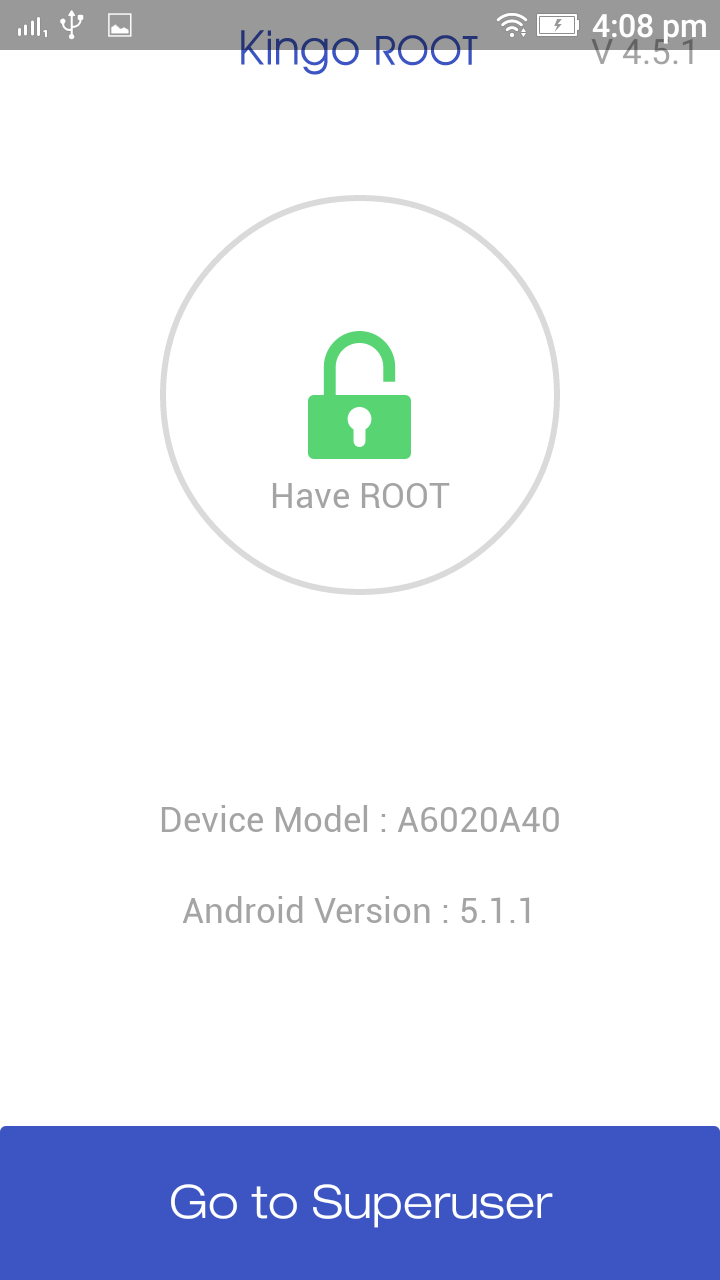 4:08 pm
Kingo ROOT
V 4.5.1
Have ROOT
Device Model : A6020A40
Android Version : 5.1.1
Go to Superuser